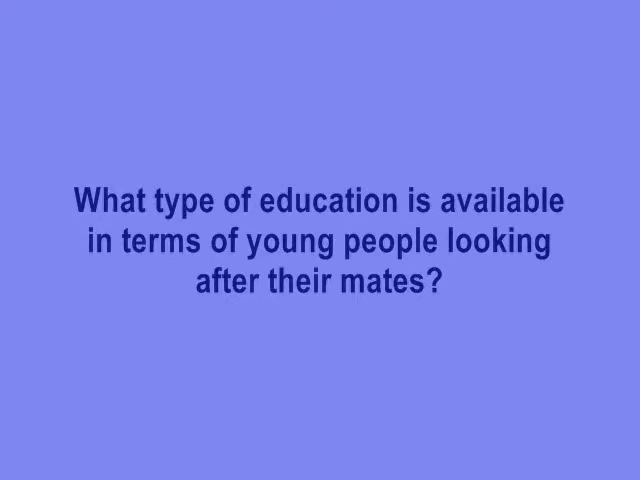 What type of education is available
in terms of young people looking
after their mates?